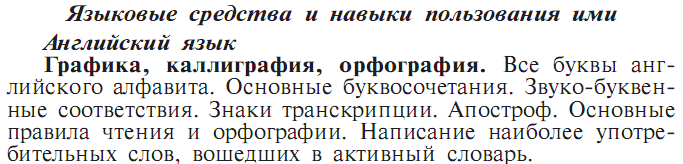 Языковые средства и навыки пользования ими
Английский язык
Графика, каллиграфия, орфография. Все буквы анг-
лийского алфавита. Основные буквосочетания. Звуко-буквен-
ные соответствия. Знаки транскрипции. Апостроф. Основные
правила чтения и орфографии. Написание наиболее употре-
бительных слов, вошедших в активный словарь.